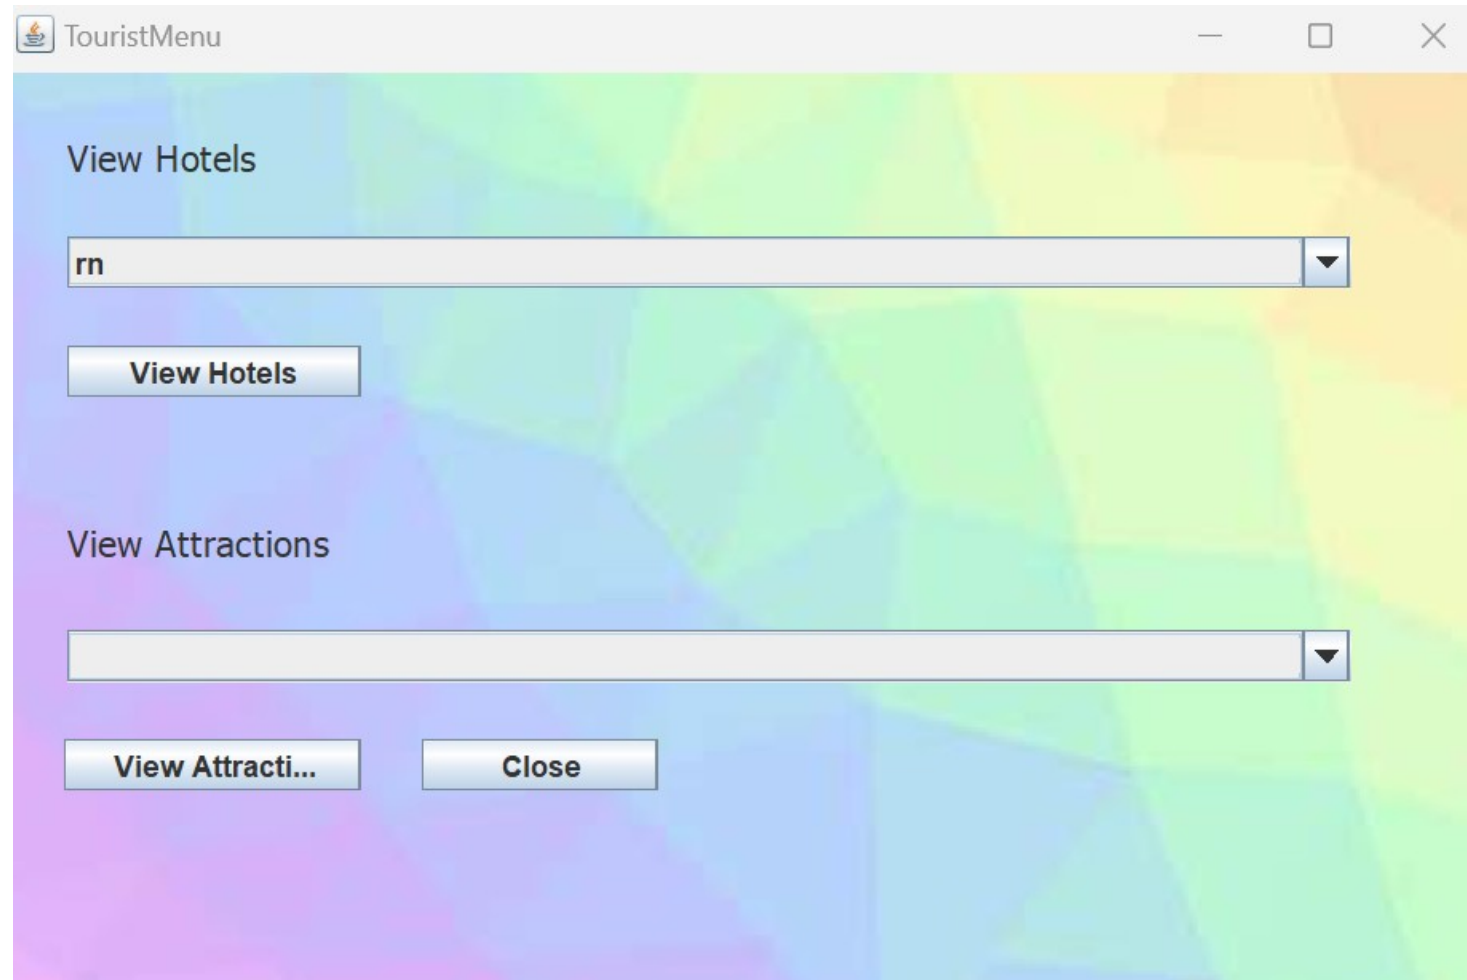 TouristMenu
View Hotels
rn
View Hotels
View Attractions
View Attracti...
Close